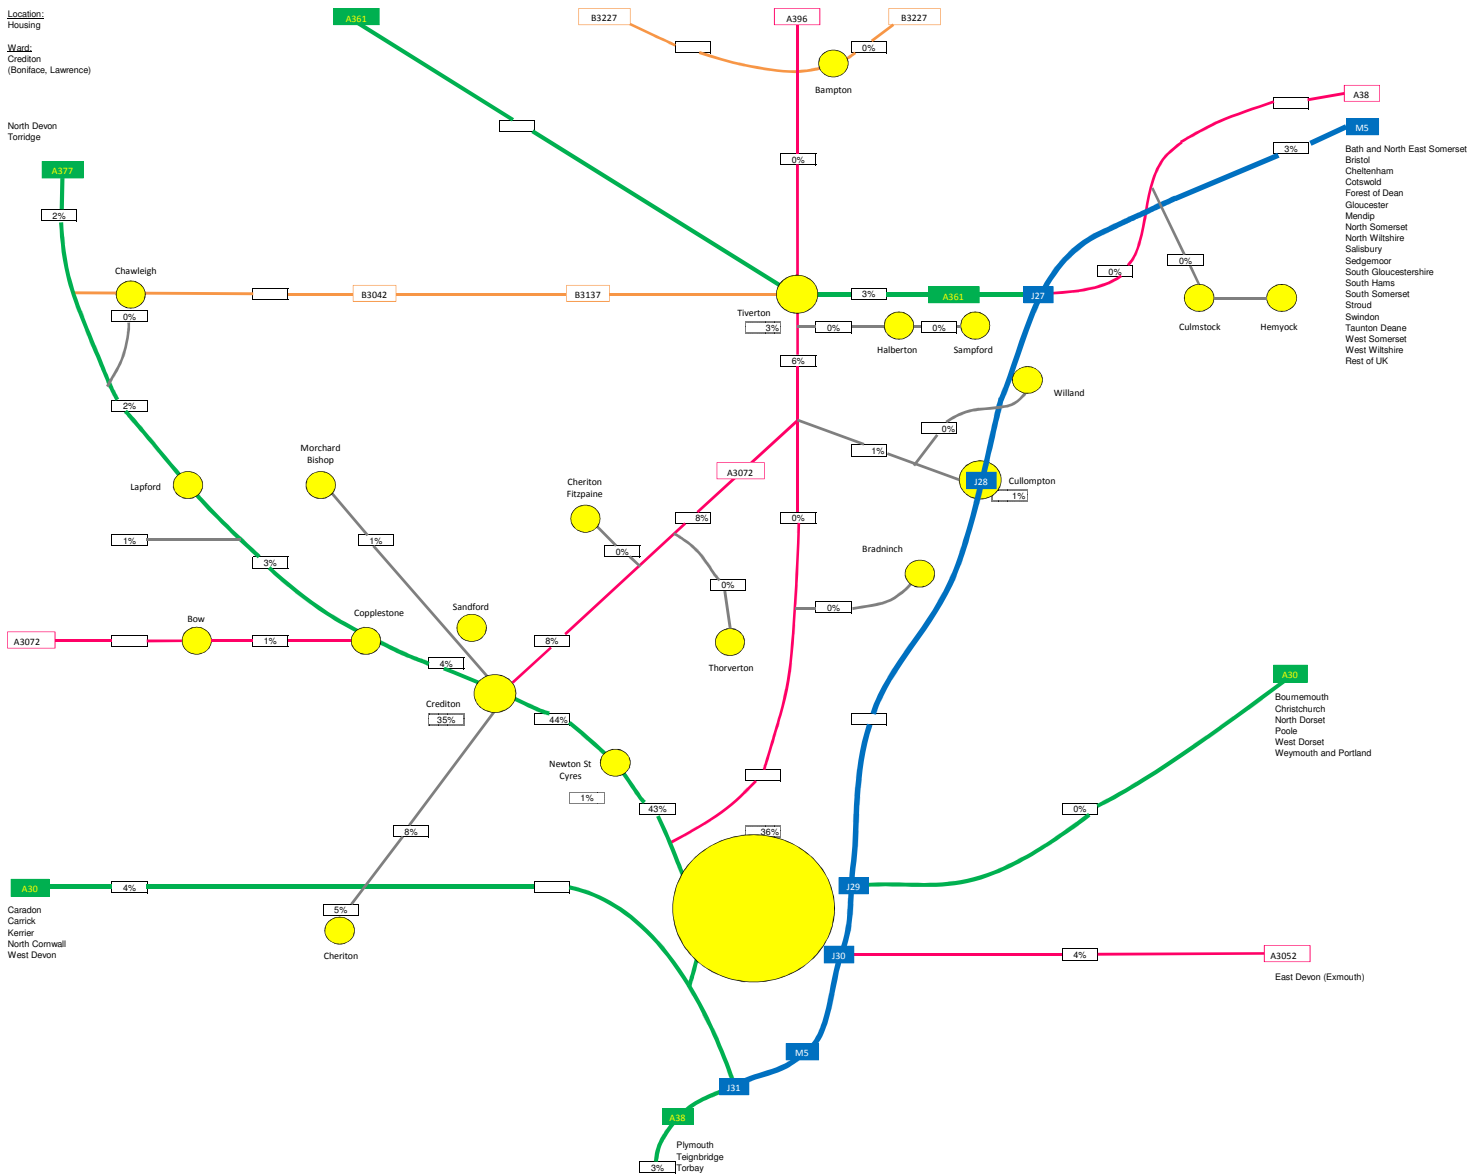 Location:
Housing
Ward:
Crediton
(Boniface, Lawrence)
A361
B3227
A396
B3227
0%
Bampton
A38
M5
3%
North Devon
Torridge
A377
2%
0%
Bath and North East Somerset
Bristol
Cheltenham
Cotswold
Forest of Dean
Gloucester
Mendip
North Somerset
North Wiltshire
Salisbury
Sedgemoor
South Gloucestershire
South Hams
South Somerset
Stroud
Swindon
Taunton Deane
West Somerset
West Wiltshire
Rest of UK
Chawleigh
0%
B3042
B3137
Tiverton
3%
3%
A361
J27
0%
0%
Culmstock
Hemyock
0%
Halberton
0%
Sampford
6%
2%
Willand
0%
1%
Morchard
Bishop
Lapford
Cheriton
Fitzpaine
A3072
J28
Cullompton
1%
8%
0%
1%
3%
1%
0%
Bradninch
0%
0%
Thorverton
A3072
Bow
1%
Copplestone
Sandford
4%
8%
Crediton
35%
44%
Newton St
Cyres
1%
43%
36%
A30
Bournemouth
Christchurch
North Dorset
Poole
West Dorset
Weymouth and Portland
0%
8%
A30
4%
Caradon
Carrick
Kerrier
North Cornwall
West Devon
5%
Cheriton
J29
J30
4%
A3052
East Devon (Exmouth)
M5
J31
A38
Plymouth
Teignbridge
Torbay
3%